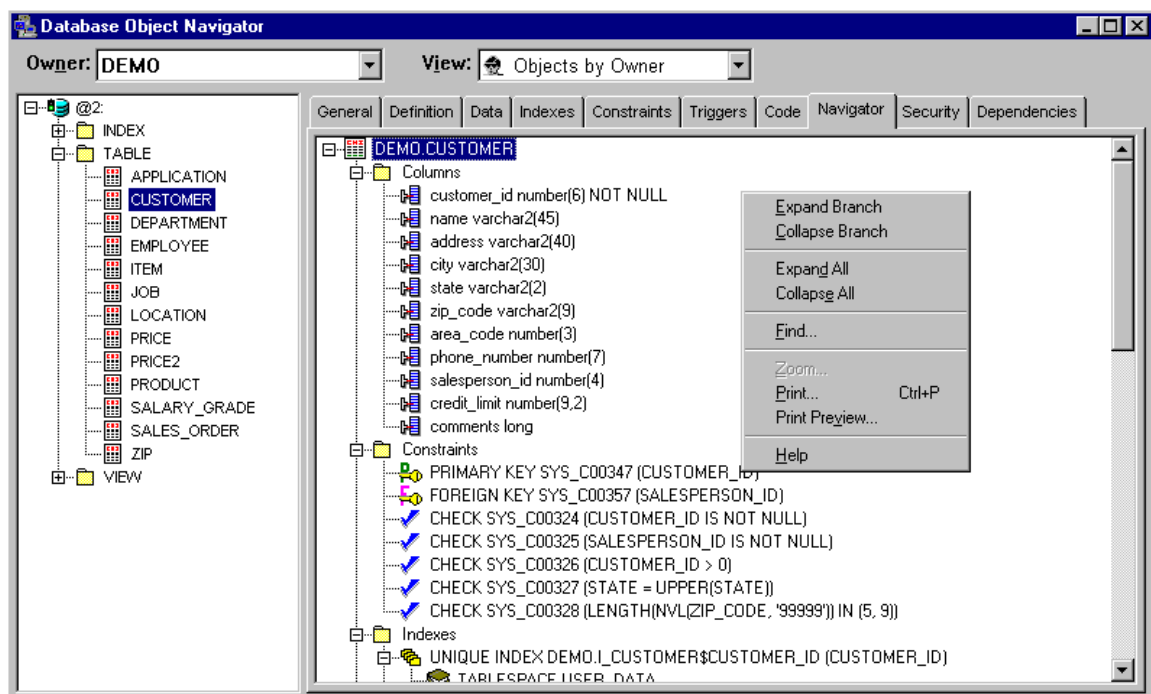 Database Object Navigator
Owner: DEMO
View: Objects by Owner
@2:
INDEX
TABLE
APPLICATION
CUSTOMER
DEPARTMENT
EMPLOYEE
ITEM
JOB
LOCATION
PRICE
PRICE2
PRODUCT
SALARY_GRADE
SALES_ORDER
ZIP
VIEW
General Definition Data Indexes Constraints Triggers Code Navigator Security Dependencies
DEMO.CUSTOMER
Columns
customer_id number(6) NOT NULL
name varchar2(45)
address varchar2(40)
city varchar2(30)
state varchar2(2)
zip_code varchar2(9)
area_code number(3)
phone_number number(7)
salesperson_id number(4)
credit_limit number(9,2)
comments long
Constraints
PRIMARY KEY SYS_C00347 (CUSTOMER_ID)
FOREIGN KEY SYS_C00357 (SALESPERSON_ID)
CHECK SYS_C00324 (CUSTOMER_ID IS NOT NULL)
CHECK SYS_C00325 (SALESPERSON_ID IS NOT NULL)
CHECK SYS_C00326 (CUSTOMER_ID > 0)
CHECK SYS_C00327 (STATE = UPPER(STATE))
CHECK SYS_C00328 (LENGTH(NVL(ZIP_CODE, '99999')) IN (5, 9))
Indexes
UNIQUE INDEX DEMO.I_CUSTOMER$CUSTOMER_ID (CUSTOMER_ID)
TABLESPACE USER_DATA
Expand Branch
Collapse Branch
Expand All
Collapse All
Find...
Zoom...
Print... Ctrl+P
Print Preview...
Help